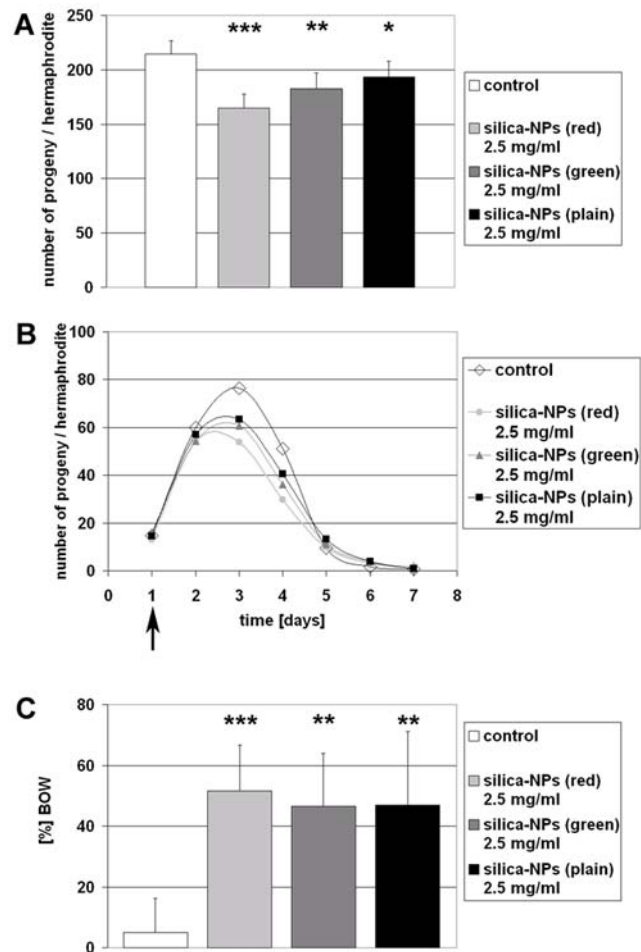 A
number of progeny / hermaphrodite
250
200
150
100
50
0
***
**
*
control
silica-NPs (red)
2.5 mg/ml
silica-NPs (green)
2.5 mg/ml
silica-NPs (plain)
2.5 mg/ml
B
number of progeny / hermaphrodite
100
80
60
40
20
0
0 1 2 3 4 5 6 7 8
time [days]
control
silica-NPs (red)
2.5 mg/ml
silica-NPs (green)
2.5 mg/ml
silica-NPs (plain)
2.5 mg/ml
C
[%] BOW
80
60
40
20
0
***
**
**
control
silica-NPs (red)
2.5 mg/ml
silica-NPs (green)
2.5 mg/ml
silica-NPs (plain)
2.5 mg/ml